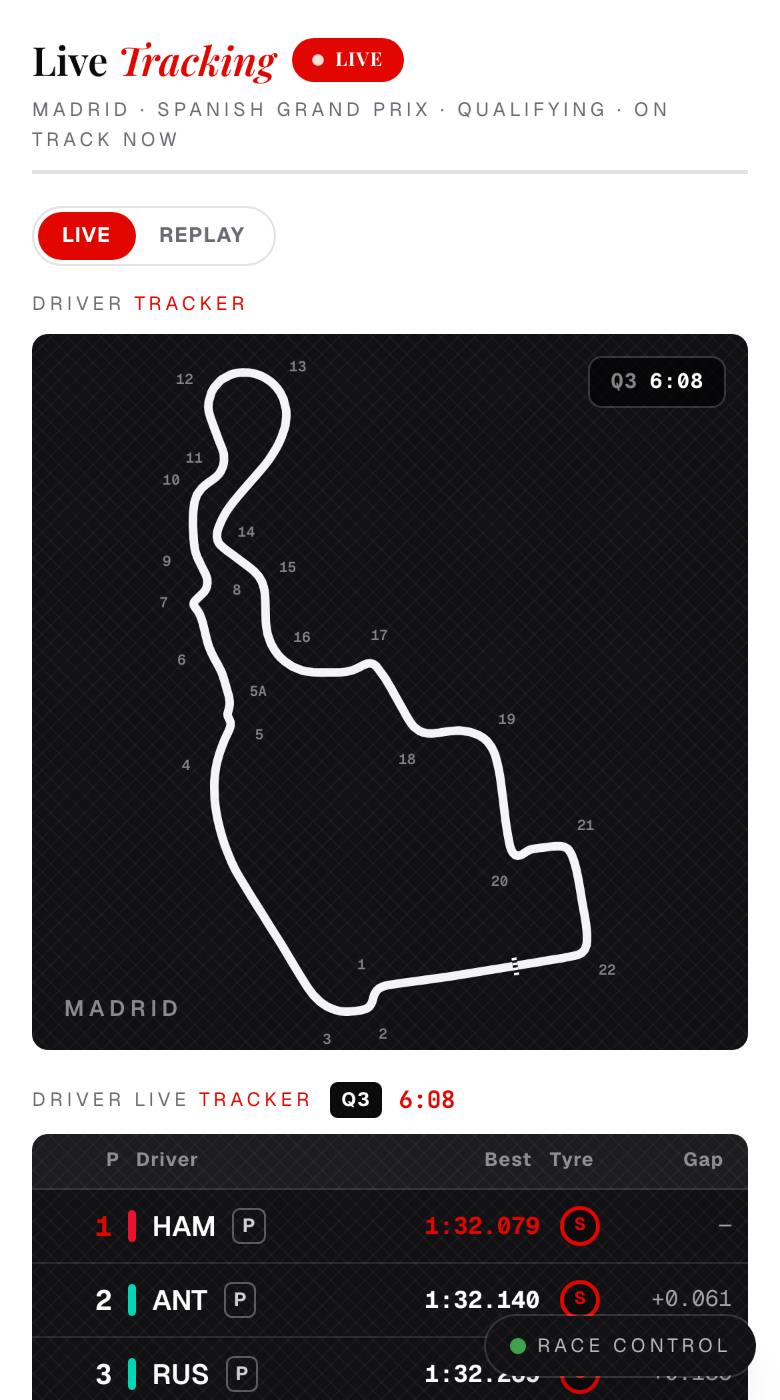 Live Tracking LIVE
MADRID · SPANISH GRAND PRIX · QUALIFYING · ON
TRACK NOW
LIVE REPLAY
DRIVER TRACKER
13
12
Q3 6:08
11
10
14
9
15
8
7
16
17
6
5A
19
5
18
4
21
20
1
22
MADRID
2
3
DRIVER LIVE TRACKER Q3 6:08
P Driver Best Tyre Gap
1 HAM P 1:32.079 S —
2 ANT P 1:32.140 S +0.061
RACE CONTROL
3 RUS P